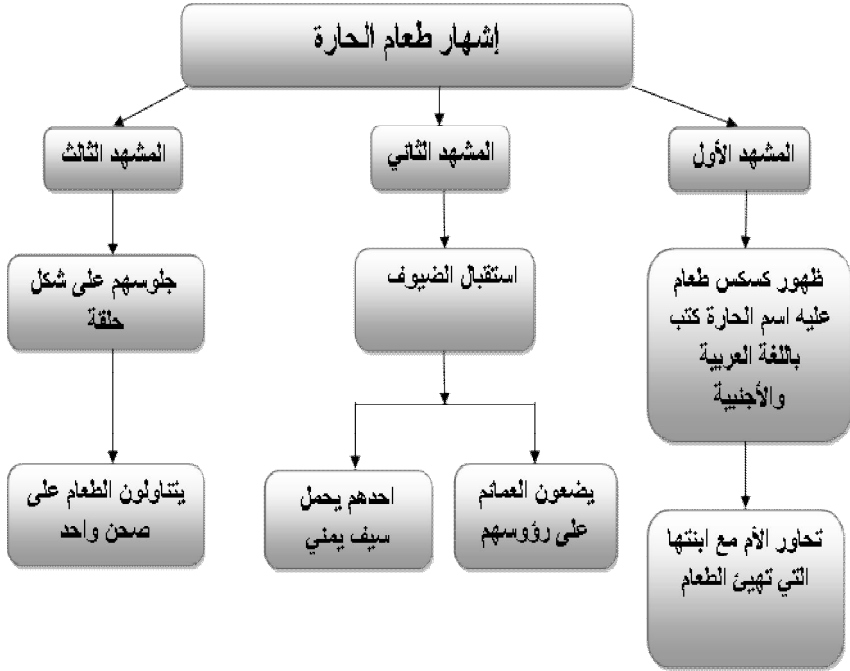 إشهار طعام الحارة
المشهد الأول
المشهد الثاني
المشهد الثالث
ظهور كسكس طعام
عليه اسم الحارة كتب
باللغة العربية
والأجنبية
استقبال الضيوف
جلوسهم على شكل
حلقة
تحاور الأم مع ابنتها
التي تهيئ الطعام
يضعون العمائم
على رؤوسهم
احدهم يحمل
سيف يمني
يتناولون الطعام على
صحن واحد